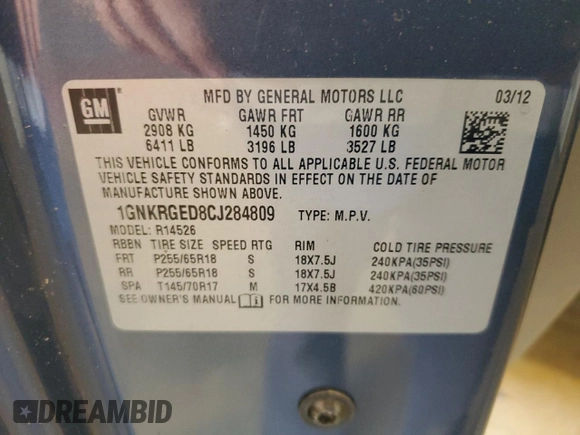 GM
MFD BY GENERAL MOTORS LLC 03/12
GVWR GAWR FRT GAWR RR
2908 KG 1450 KG 1600 KG
6411 LB 3196 LB 3527 LB
THIS VEHICLE CONFORMS TO ALL APPLICABLE U.S. FEDERAL MOTOR
VEHICLE SAFETY STANDARDS IN EFFECT ON THE DATE OF
MANUFACTURE SHOWN ABOVE.
1GNKRGED8CJ284809 TYPE: M.P.V.
MODEL: R14526
RBBN TIRE SIZE SPEED RTG RIM COLD TIRE PRESSURE
FRT P255/65R18 S 18X7.5J 240KPA(35PSI)
RR P255/65R18 S 18X7.5J 240KPA(35PSI)
SPA T145/70R17 M 17X4.5B 420KPA(60PSI)
SEE OWNER'S MANUAL FOR MORE INFORMATION.
DREAMBID